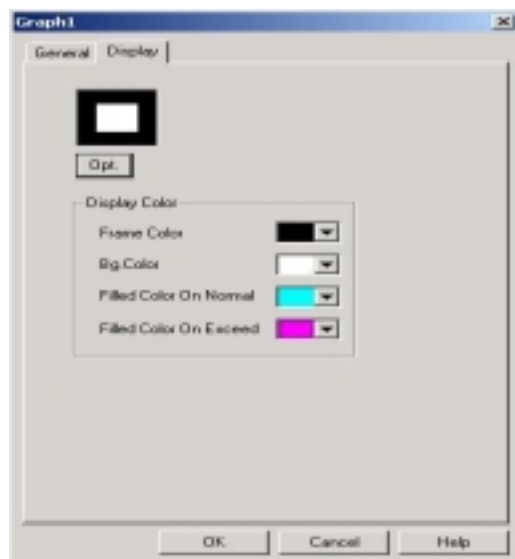 Graph1
General Display
Opt.
Display Color
Frame Color
Bg.Color
Filled Color On Normal
Filled Color On Exceed
OK Cancel Help